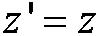 z ' = z